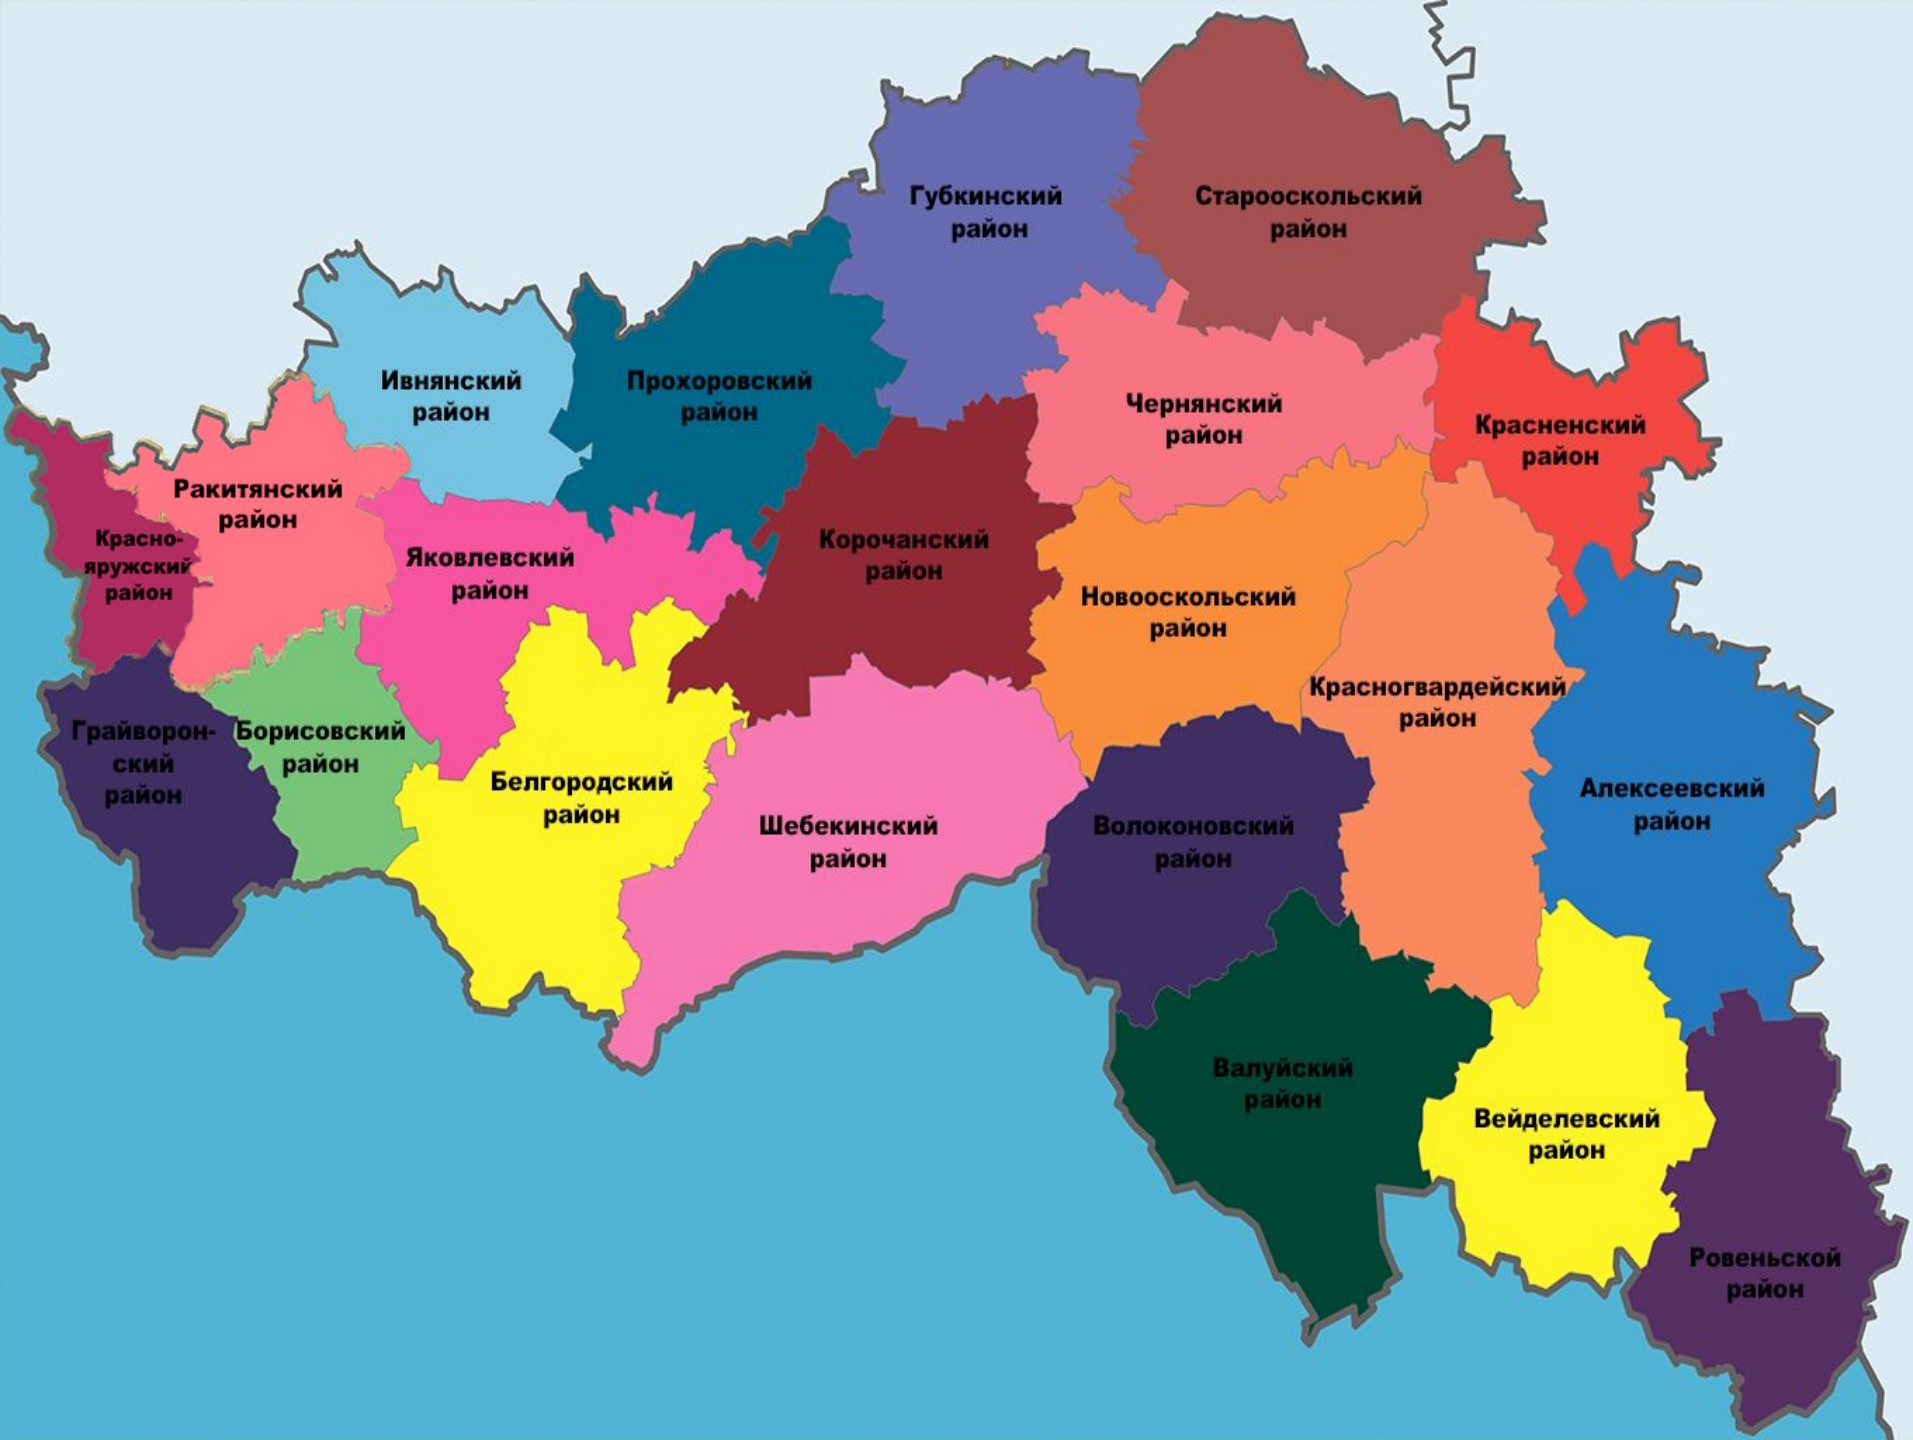 Губкинский
район
Старооскольский
район
Ивнянский
район
Прохоровский
район
Чернянский
район
Красненский
район
Ракитянский
район
Красно-
яружский
район
Яковлевский
район
Корочанский
район
Новооскольский
район
Красногвардейский
район
Грайворон-
ский
район
Борисовский
район
Белгородский
район
Шебекинский
район
Волоконовский
район
Алексеевский
район
Валуйский
район
Вейделевский
район
Ровеньской
район